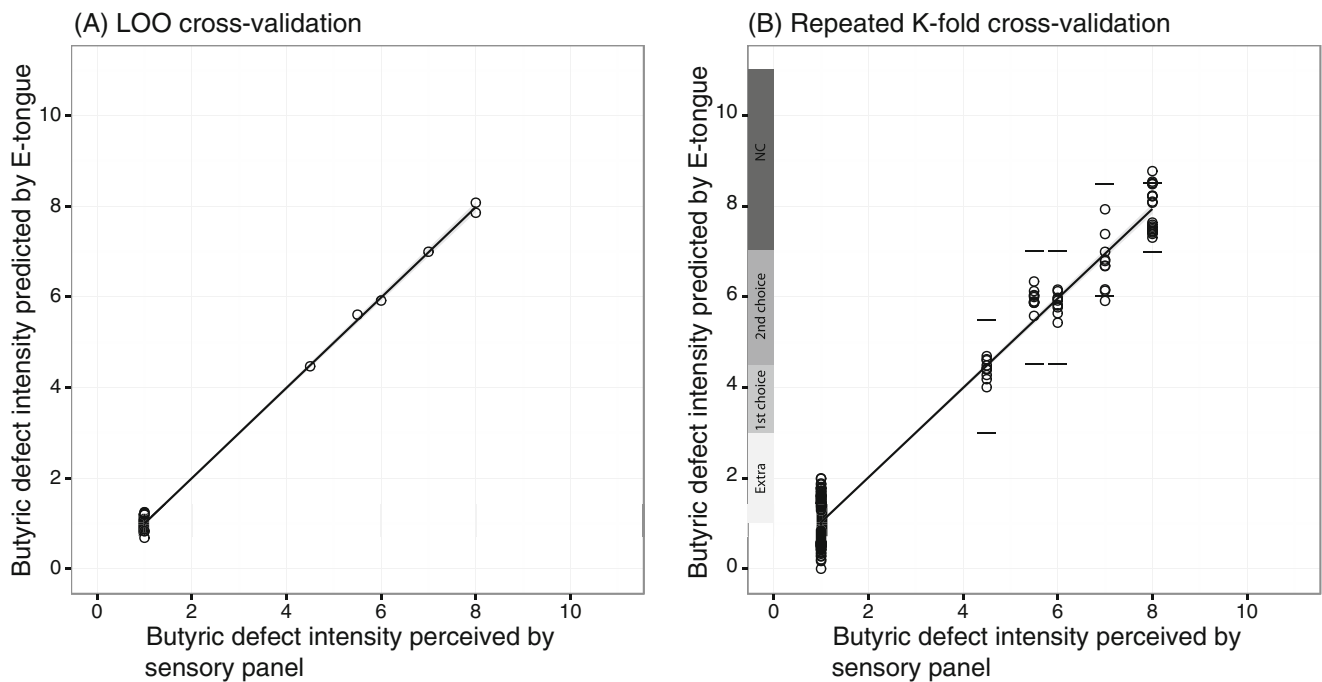 (A) LOO cross-validation
Butyric defect intensity predicted by E-tongue
10
8
6
4
2
0
0 2 4 6 8 10
Butyric defect intensity perceived by
sensory panel
(B) Repeated K-fold cross-validation
Butyric defect intensity predicted by E-tongue
10
8
6
4
2
0
NC
2nd choice
1st choice
Extra
0 2 4 6 8 10
Butyric defect intensity perceived by
sensory panel